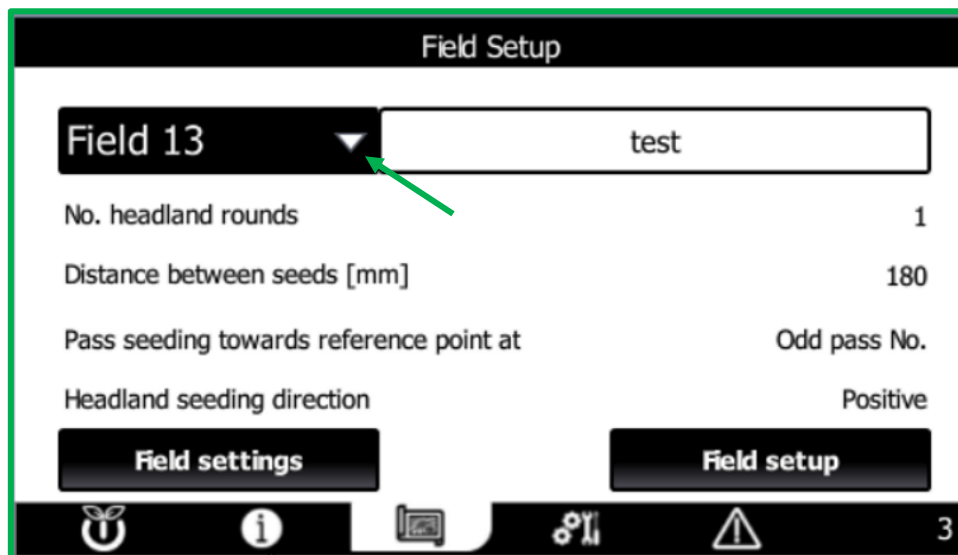 Field Setup
Field 13 test
No. headland rounds 1
Distance between seeds [mm] 180
Pass seeding towards reference point at Odd pass No.
Headland seeding direction Positive
Field settings Field setup
3